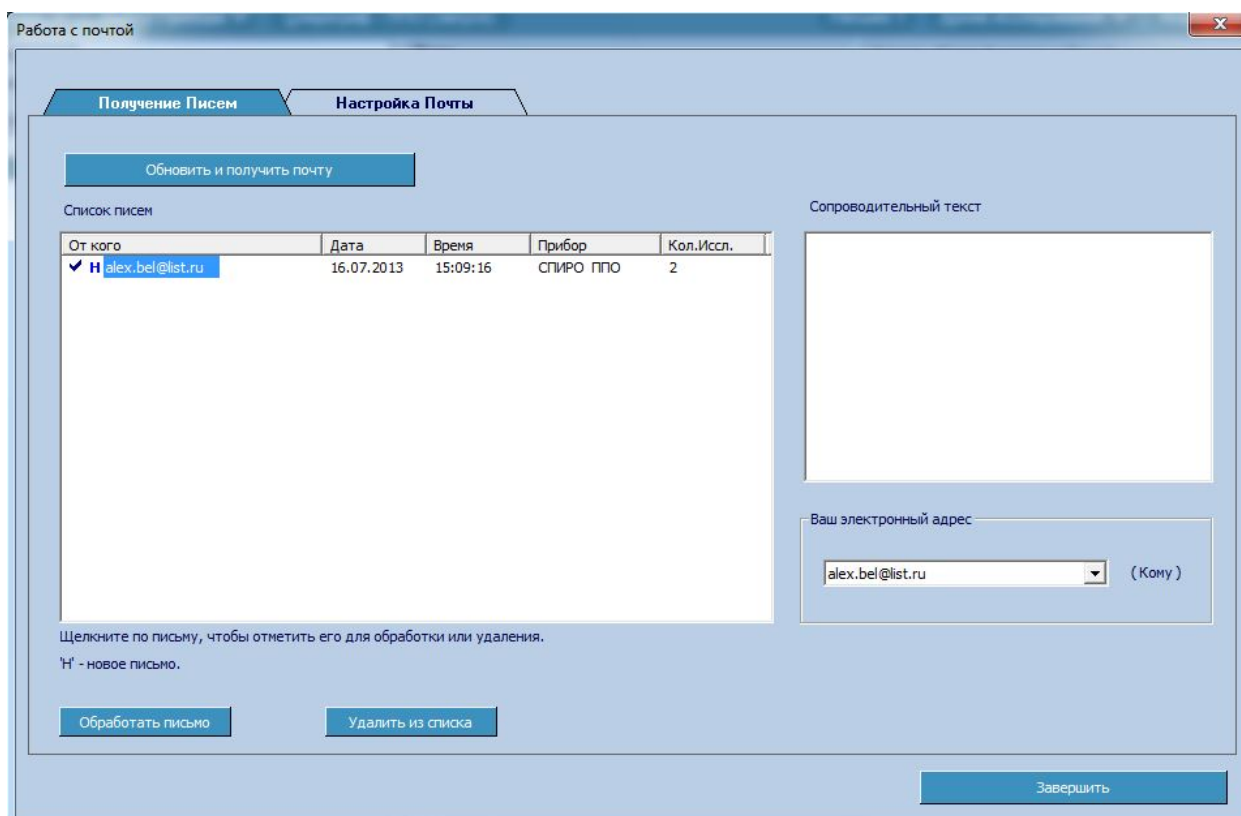 Работа с почтой
Получение Писем
Настройка Почты
Обновить и получить почту
Список писем
Сопроводительный текст
От кого Дата Время Прибор Кол.Иссл.
Н alex.bel@list.ru 16.07.2013 15:09:16 СПИРО ППО 2
Ваш электронный адрес
alex.bel@list.ru (Кому)
Щелкните по письму, чтобы отметить его для обработки или удаления.
'Н' - новое письмо.
Обработать письмо
Удалить из списка
Завершить